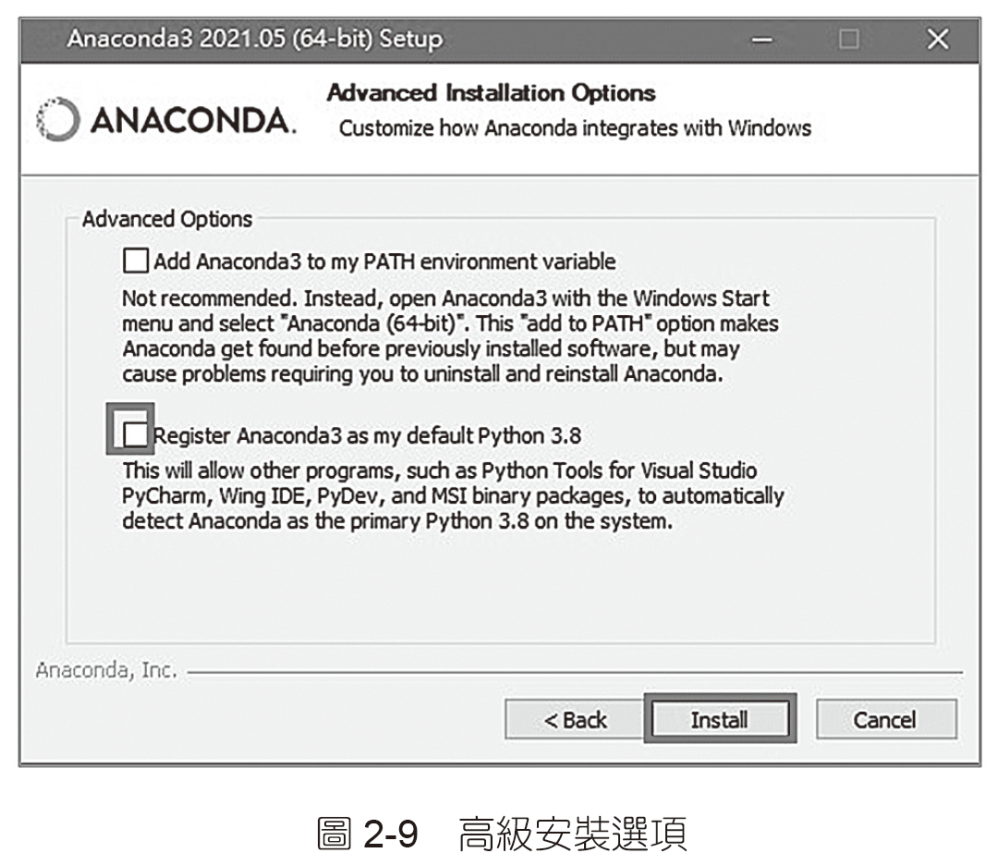 Anaconda3 2021.05 (64-bit) Setup
ANACONDA.
Advanced Installation Options
Customize how Anaconda integrates with Windows
Advanced Options
Add Anaconda3 to my PATH environment variable
Not recommended. Instead, open Anaconda3 with the Windows Start
menu and select "Anaconda (64-bit)". This "add to PATH" option makes
Anaconda get found before previously installed software, but may
cause problems requiring you to uninstall and reinstall Anaconda.
Register Anaconda3 as my default Python 3.8
This will allow other programs, such as Python Tools for Visual Studio
PyCharm, Wing IDE, PyDev, and MSI binary packages, to automatically
detect Anaconda as the primary Python 3.8 on the system.
Anaconda, Inc.
< Back Install Cancel
圖 2-9 高級安裝選項